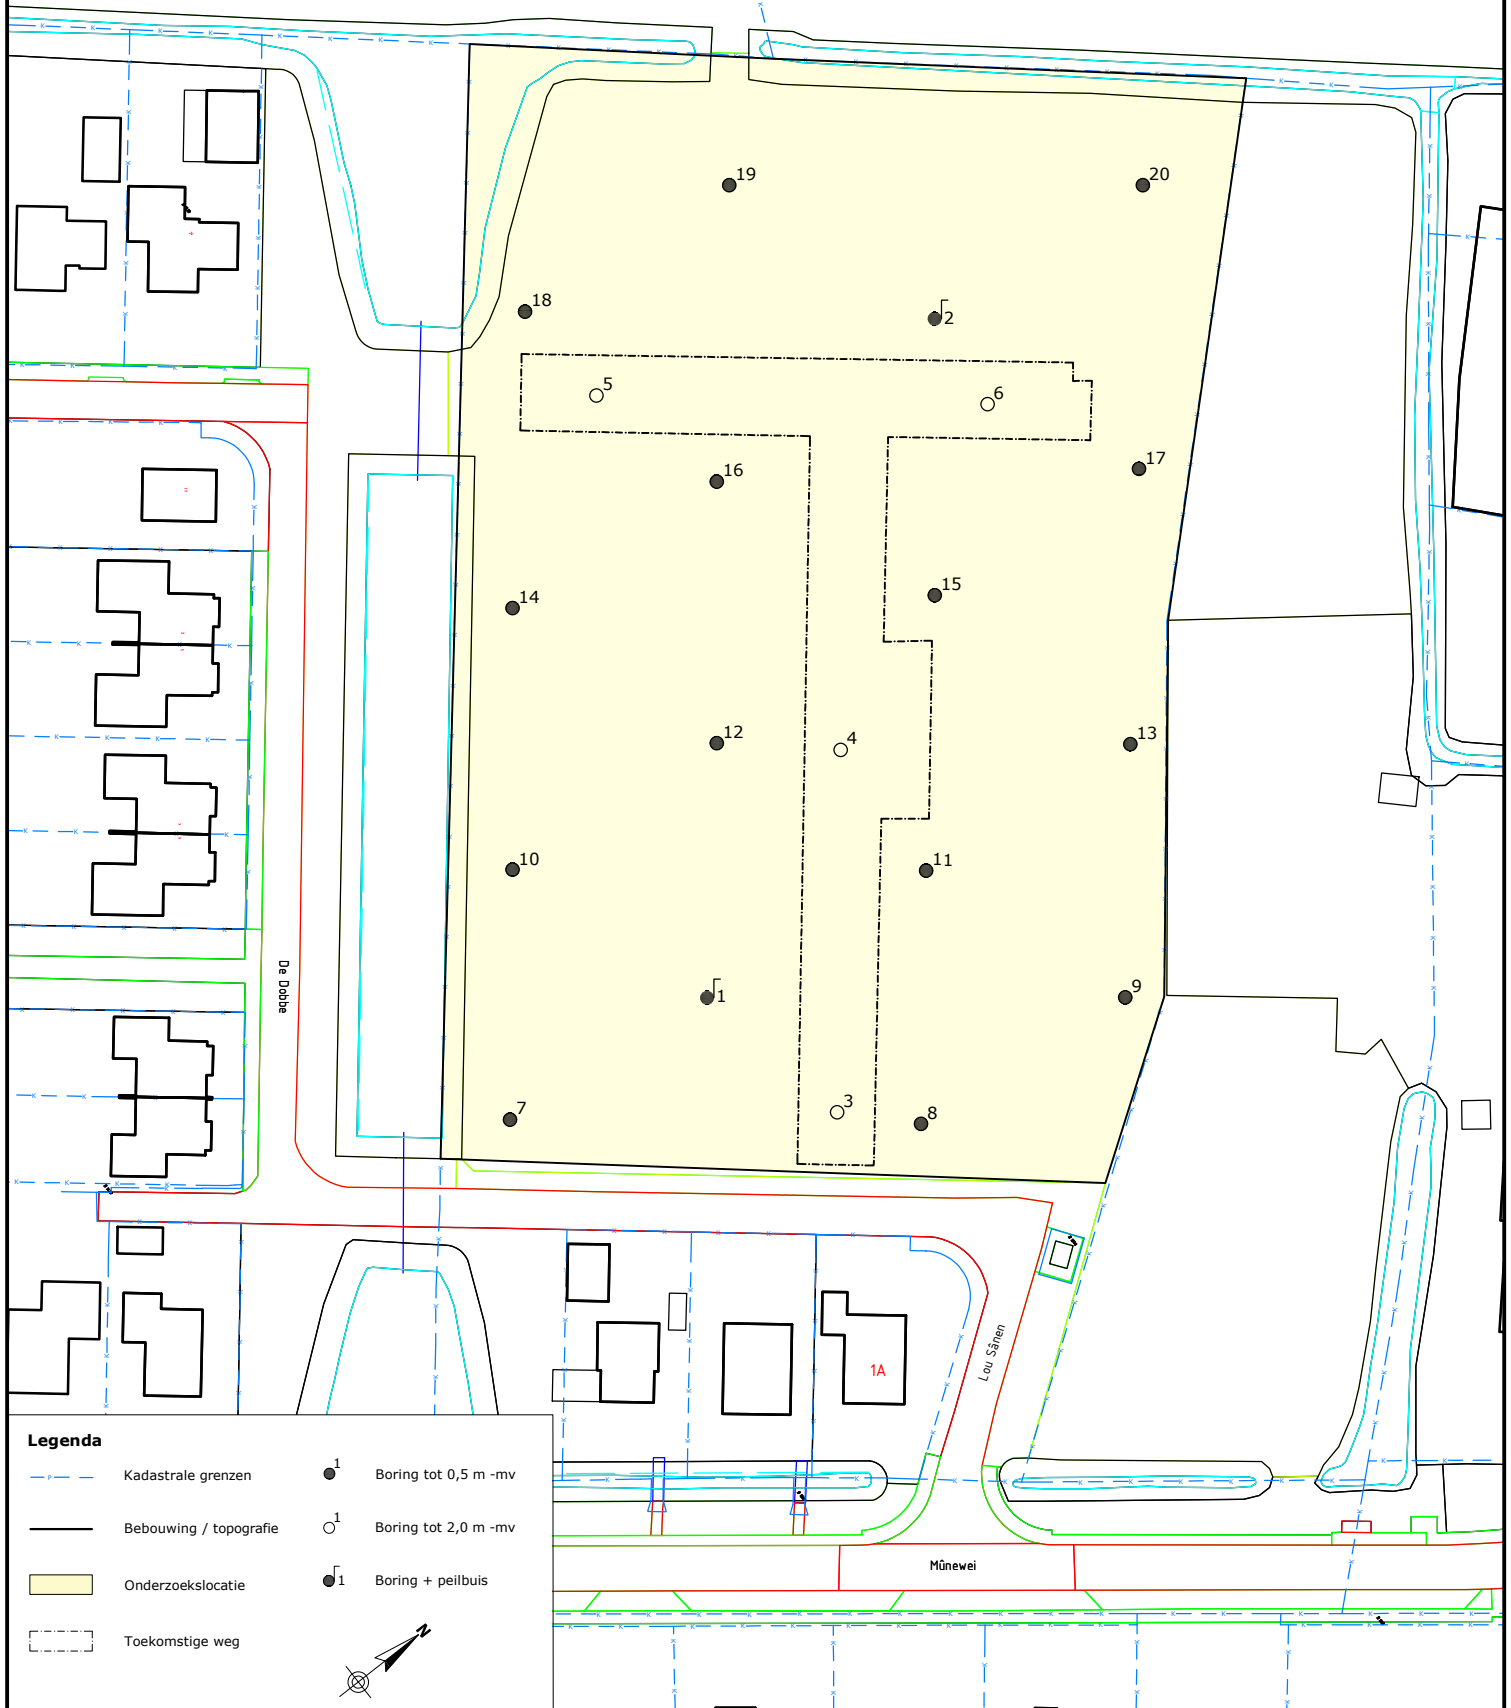 19
20
18
2
5
6
16
17
14
15
12
4
13
10
11
De Dobbe
1
9
7
3
8
Lou Sânen
1A
Mûnewei
Legenda
Kadastrale grenzen
1
Boring tot 0,5 m -mv
Bebouwing / topografie
1
Boring tot 2,0 m -mv
Onderzoekslocatie
1
Boring + peilbuis
Toekomstige weg
N